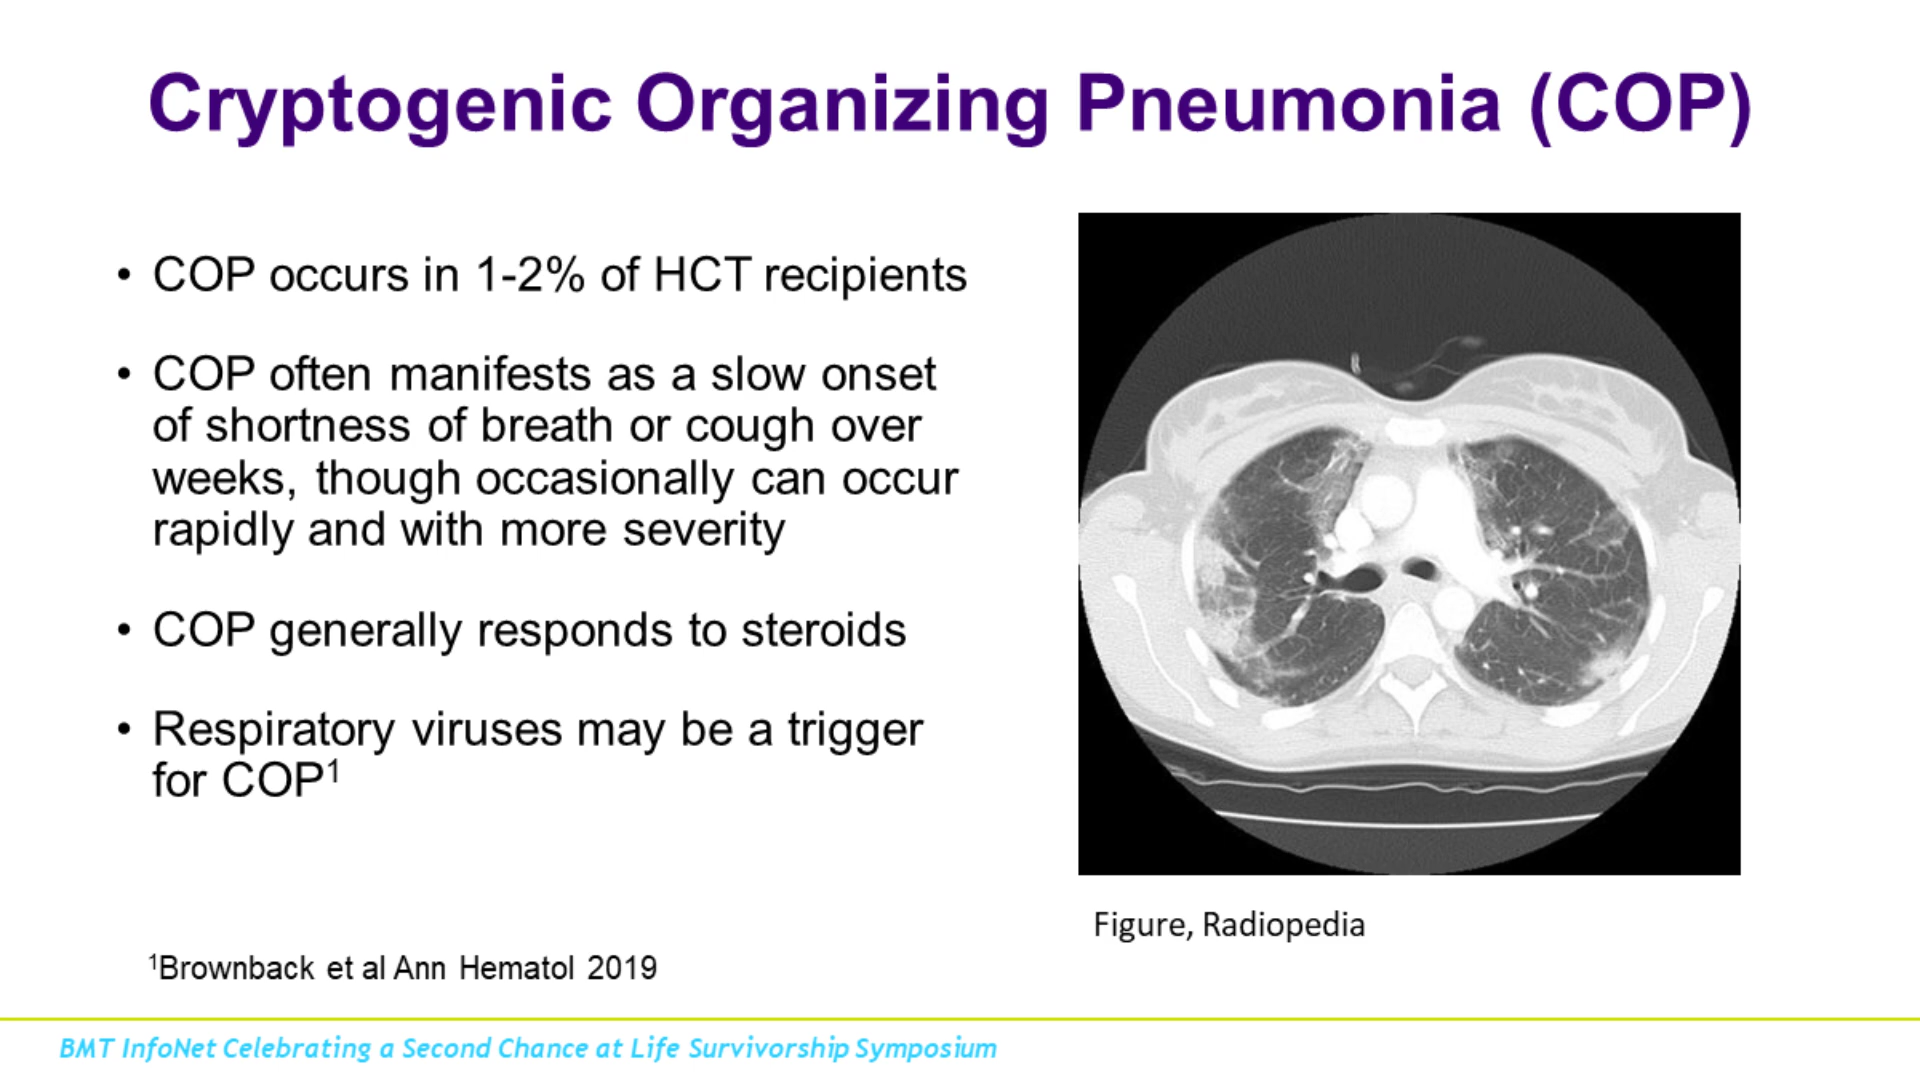 Cryptogenic Organizing Pneumonia (COP)
• COP occurs in 1-2% of HCT recipients
• COP often manifests as a slow onset
of shortness of breath or cough over
weeks, though occasionally can occur
rapidly and with more severity
• COP generally responds to steroids
• Respiratory viruses may be a trigger
for COP¹
Figure, Radiopedia
¹Brownback et al Ann Hematol 2019
BMT InfoNet Celebrating a Second Chance at Life Survivorship Symposium